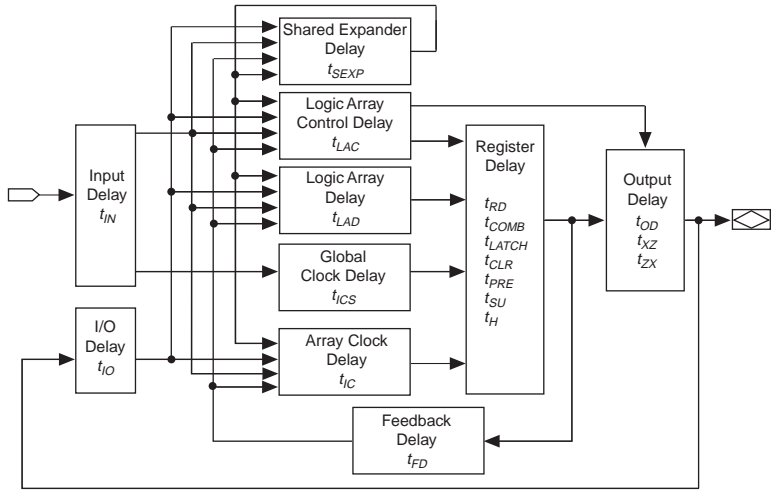 Shared Expander
Delay
tSEXP
Logic Array
Control Delay
tLAC
Input
Delay
tIN
Logic Array
Delay
tLAD
Global
Clock Delay
tICS
I/O
Delay
tIO
Array Clock
Delay
tIC
Register
Delay
tRD
tCOMB
tLATCH
tCLR
tPRE
tSU
tH
Output
Delay
tOD
tXZ
tZX
Feedback
Delay
tFD